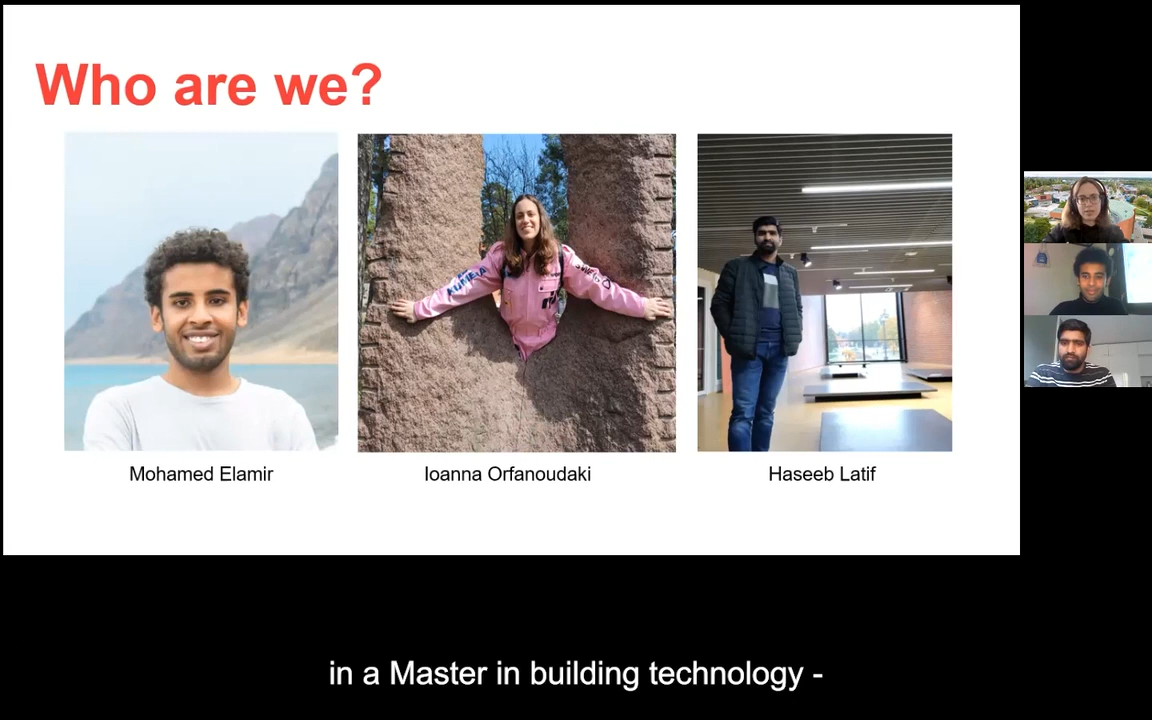 Who are we?
Mohamed Elamir
Ioanna Orfanoudaki
Haseeb Latif
in a Master in building technology -